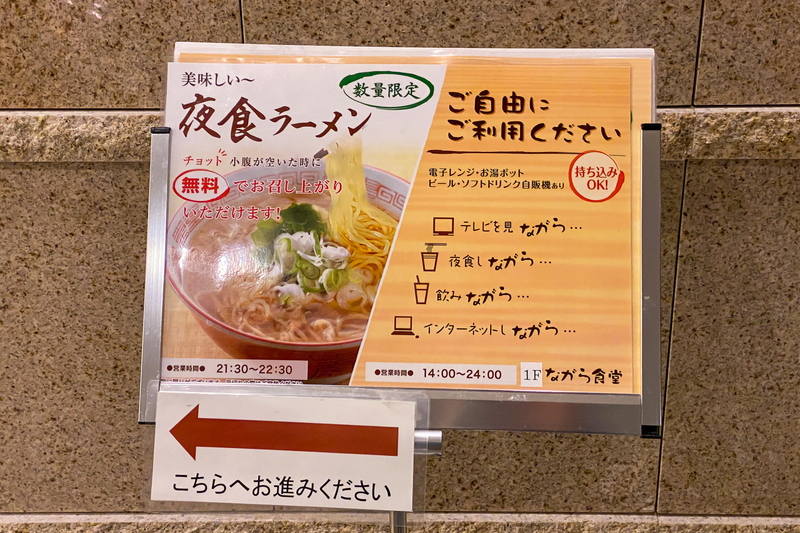 美味しい～
夜食ラーメン
数量限定
チョット 小腹が空いた時に
無料でお召し上がり
いただけます!
●営業時間● 21:30～22:30
ご自由に
ご利用ください
電子レンジ・お湯ポット
ビール・ソフトドリンク自販機あり
持ち込み
OK!
テレビを見ながら…
夜食しながら…
飲みながら…
インターネットしながら…
●営業時間● 14:00～24:00
1F ながら食堂
こちらへお進みください